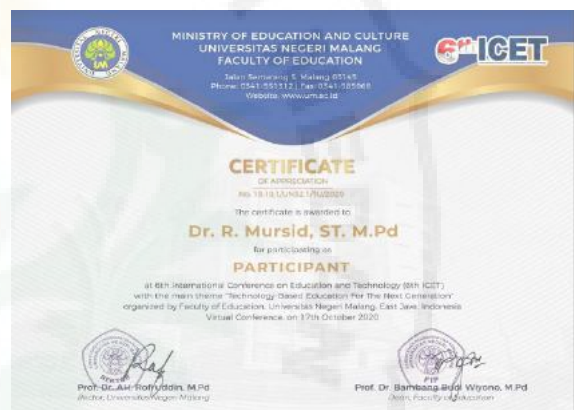 MINISTRY OF EDUCATION AND CULTURE
UNIVERSITAS NEGERI MALANG
FACULTY OF EDUCATION
Jalan Semarang 5, Malang 65145
Website: www.um.ac.id
6TH ICET
CERTIFICATE
OF APPRECIATION
The certificate is awarded to
Dr. R. Mursid, ST. M.Pd
for participating as
PARTICIPANT
at 6th International Conference on Education and Technology (6th ICET)
with the main theme "Technology-Based Education For The Next Generation"
organized by Faculty of Education, Universitas Negeri Malang, East Java, Indonesia
Virtual Conference, on 17th October 2020
Prof. Dr. AH. Rofi'uddin, M.Pd
Rector, Universitas Negeri Malang
Prof. Dr. Bambang Budi Wiyono, M.Pd
Dean, Faculty of Education